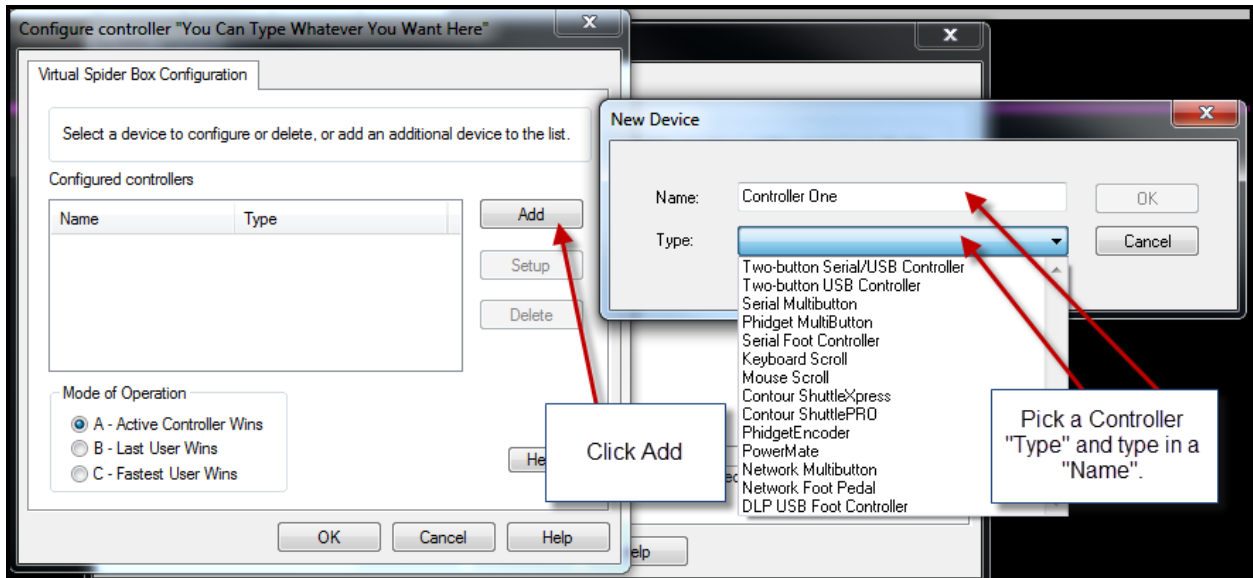 Configure controller "You Can Type Whatever You Want Here"
Virtual Spider Box Configuration
Select a device to configure or delete, or add an additional device to the list.
Configured controllers
Name Type
Add
Setup
Delete
Mode of Operation
A - Active Controller Wins
B - Last User Wins
C - Fastest User Wins
OK Cancel Help
Click Add
New Device
Name: Controller One
OK
Type:
Cancel
Two-button Serial/USB Controller
Two-button USB Controller
Serial Multibutton
Phidget MultiButton
Serial Foot Controller
Keyboard Scroll
Mouse Scroll
Contour ShuttleXpress
Contour ShuttlePRO
PhidgetEncoder
PowerMate
Network Multibutton
Network Foot Pedal
DLP USB Foot Controller
Pick a Controller
"Type" and type in a
"Name".